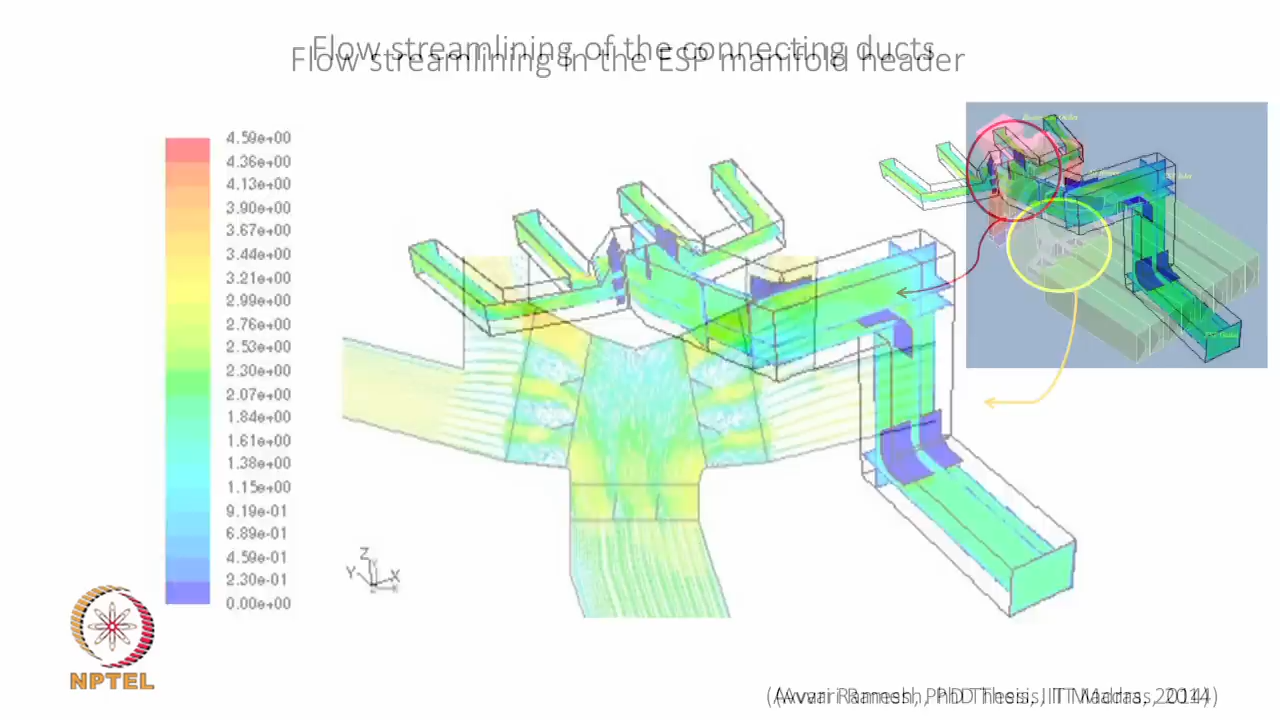 Flow streamlining of the connecting ducts
Flow streamlining in the ESP manifold header
4.59e+00
4.36e+00
4.13e+00
3.90e+00
3.67e+00
3.44e+00
3.21e+00
2.99e+00
2.76e+00
2.53e+00
2.30e+00
2.07e+00
1.84e+00
1.61e+00
1.38e+00
1.15e+00
9.19e-01
6.89e-01
4.59e-01
2.30e-01
0.00e+00
Z
Y
X
NPTEL
(Avvari Ramesh, PhD Thesis, IIT Madras, 2014)